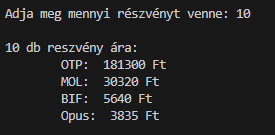 Adja meg mennyi részvényt venne: 10
10 db reszvény ára:
OTP: 181300 Ft
MOL: 30320 Ft
BIF: 5640 Ft
Opus: 3835 Ft